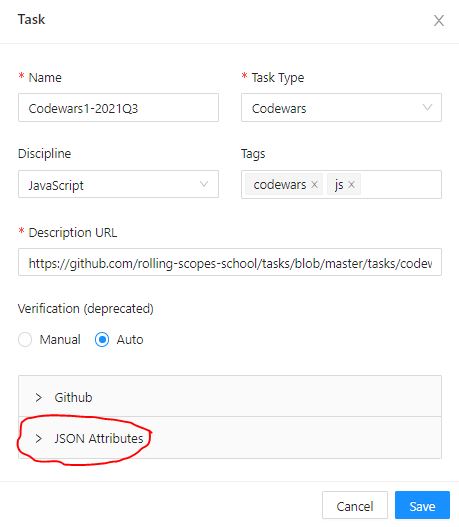 Task
* Name
* Task Type
Codewars1-2021Q3
Codewars
Discipline
Tags
JavaScript
codewars
js
* Description URL
https://github.com/rolling-scopes-school/tasks/blob/master/tasks/codew
Verification (deprecated)
Manual
Auto
Github
JSON Attributes
Cancel
Save